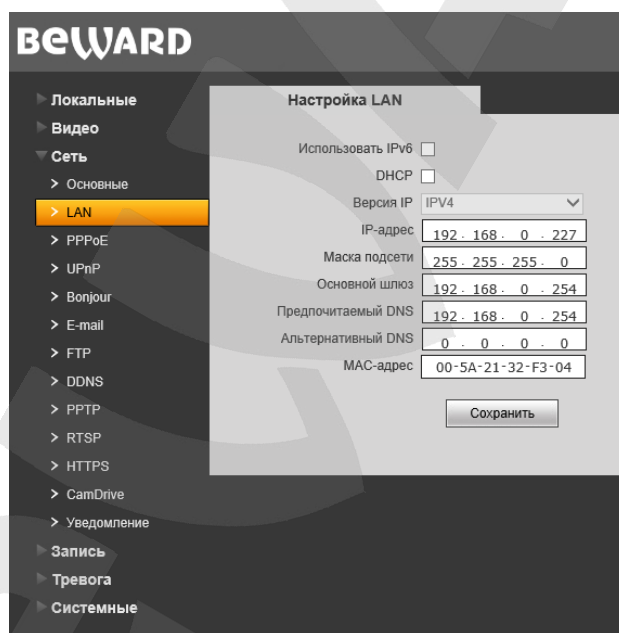 BEWARD
Локальные
Видео
Сеть
Основные
LAN
PPPoE
UPnP
Bonjour
E-mail
FTP
DDNS
PPTP
RTSP
HTTPS
CamDrive
Уведомление
Запись
Тревога
Системные
Настройка LAN
Использовать IPv6
DHCP
Версия IP IPV4
IP-адрес 192 . 168 . 0 . 227
Маска подсети 255 . 255 . 255 . 0
Основной шлюз 192 . 168 . 0 . 254
Предпочитаемый DNS 192 . 168 . 0 . 254
Альтернативный DNS 0 . 0 . 0 . 0
MAC-адрес 00-5A-21-32-F3-04
Сохранить